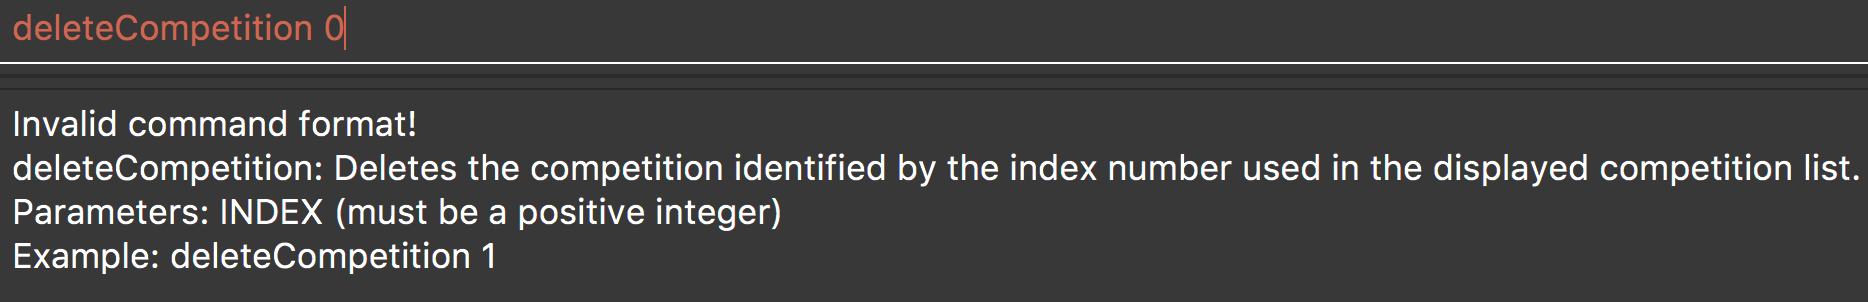 deleteCompetition 0
Invalid command format!
deleteCompetition: Deletes the competition identified by the index number used in the displayed competition list.
Parameters: INDEX (must be a positive integer)
Example: deleteCompetition 1